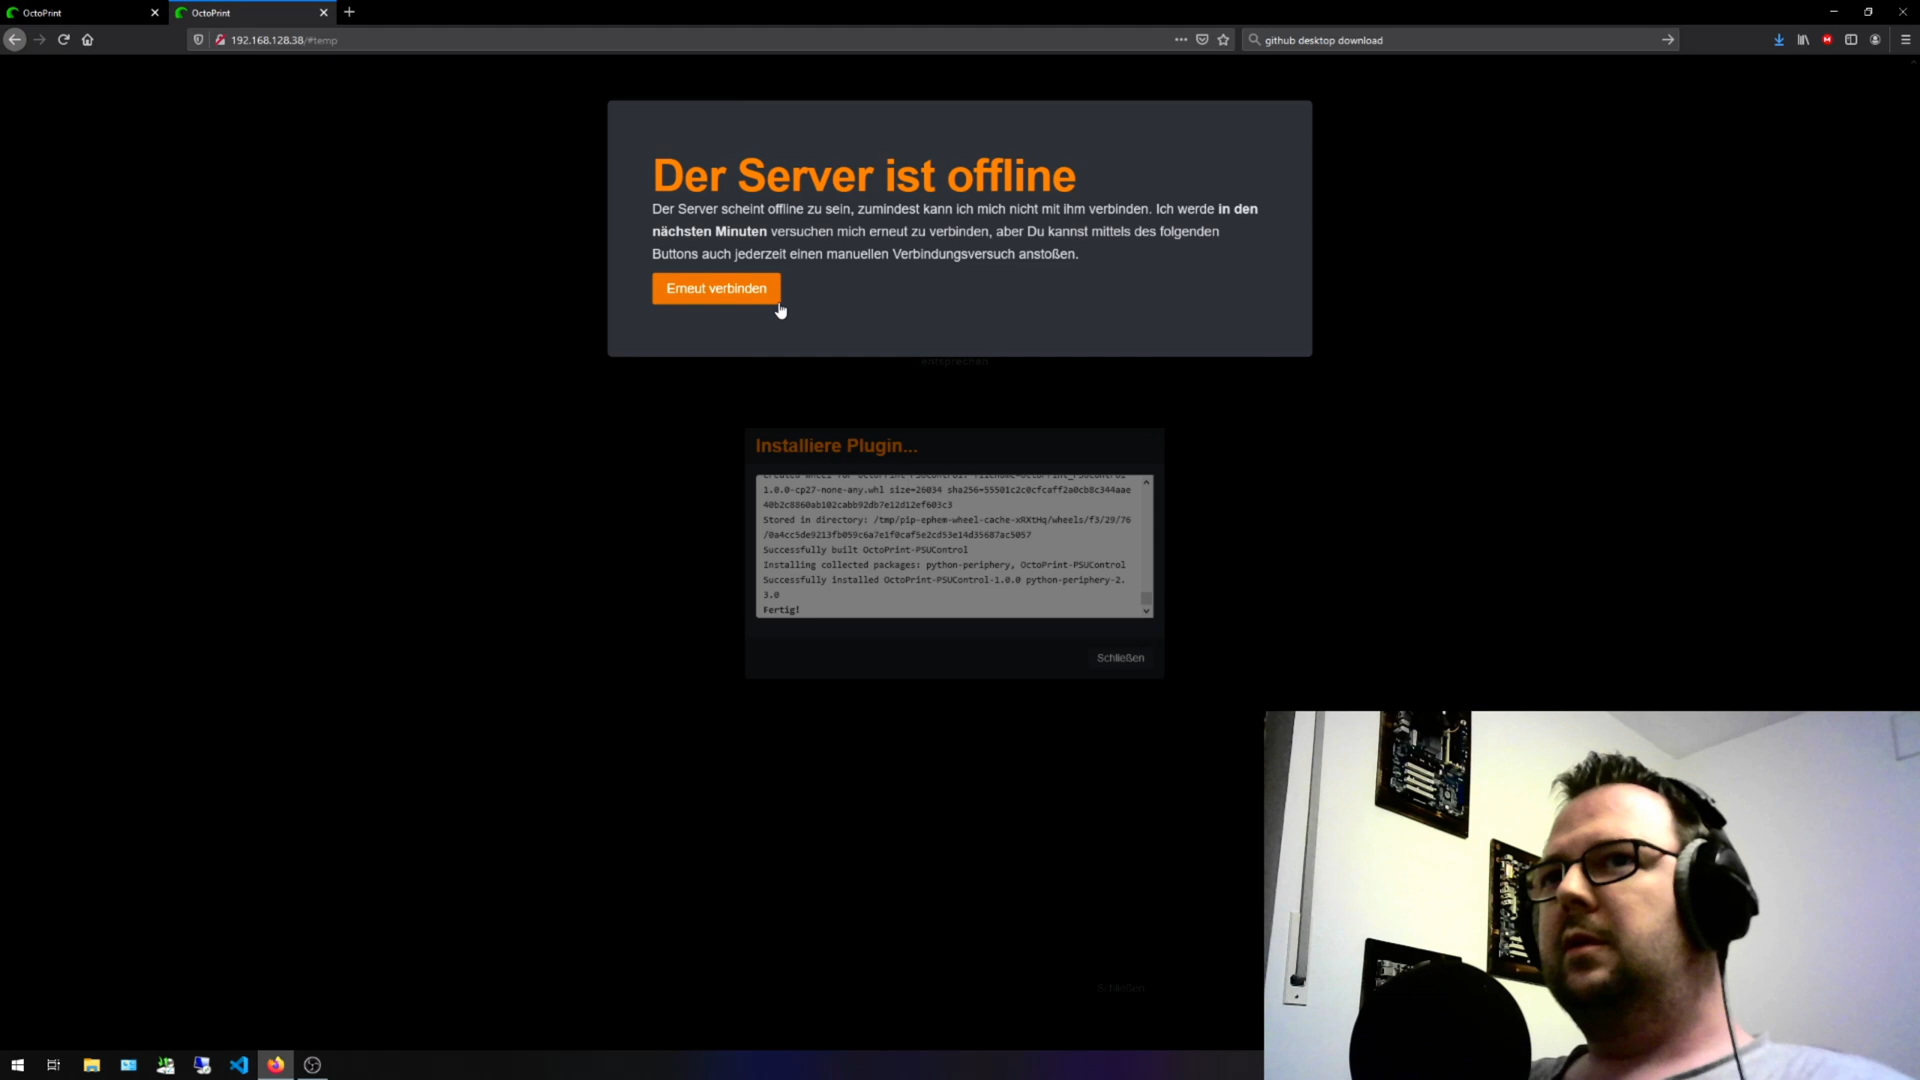 OctoPrint
OctoPrint
192.168.128.38/#temp
github desktop download
Der Server ist offline
Der Server scheint offline zu sein, zumindest kann ich mich nicht mit ihm verbinden. Ich werde in den
nächsten Minuten versuchen mich erneut zu verbinden, aber Du kannst mittels des folgenden
Buttons auch jederzeit einen manuellen Verbindungsversuch anstoßen.
Erneut verbinden
entsprechen
Installiere Plugin...
1.0.0-cp27-none-any.whl size=26034 sha256=55501c2c0cfcaff2a0cb8c344aae
40b2c8860ab102cabb92db7e12d12ef603c3
Stored in directory: /tmp/pip-ephem-wheel-cache-xRXtHq/wheels/f3/29/76
/0a4cc5de9213fb059c6a7e1f0caf5e2cd53e14d35687ac5057
Successfully built OctoPrint-PSUControl
Installing collected packages: python-periphery, OctoPrint-PSUControl
Successfully installed OctoPrint-PSUControl-1.0.0 python-periphery-2.
3.0
Fertig!
Schließen
Schließen